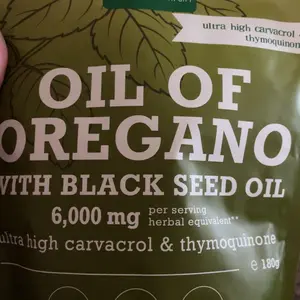 ultra high carvacrol
thymoquinone
OIL OF
OREGANO
WITH BLACK SEED OIL
6,000 mg per serving
herbal equivalent**
ultra high carvacrol & thymoquinone
e 180g